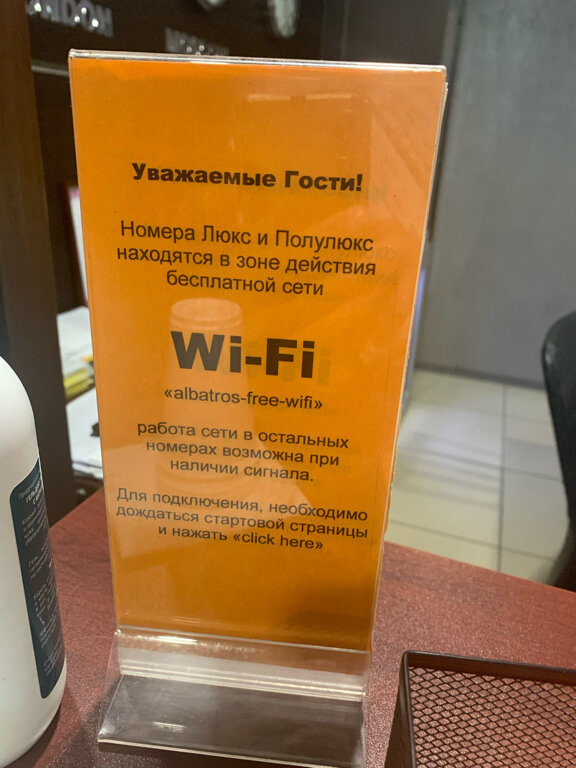 Уважаемые Гости!
Номера Люкс и Полулюкс
находятся в зоне действия
бесплатной сети
Wi-Fi
«albatros-free-wifi»
работа сети в остальных
номерах возможна при
наличии сигнала.
Для подключения, необходимо
дождаться стартовой страницы
и нажать «click here»